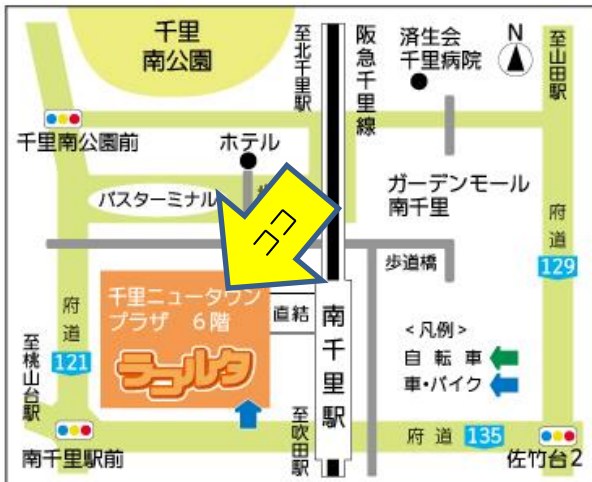 千里
南公園
至北千里駅
阪急千里線
済生会
千里病院
N
至山田駅
千里南公園前
ホテル
バスターミナル
ガーデンモール
南千里
ココ
歩道橋
府道
129
千里ニュータウン
プラザ 6階
ラコルタ
直結
南千里駅
<凡例>
自転車
車・バイク
府道
121
至桃山台駅
南千里駅前
至吹田駅
府道 135
佐竹台2